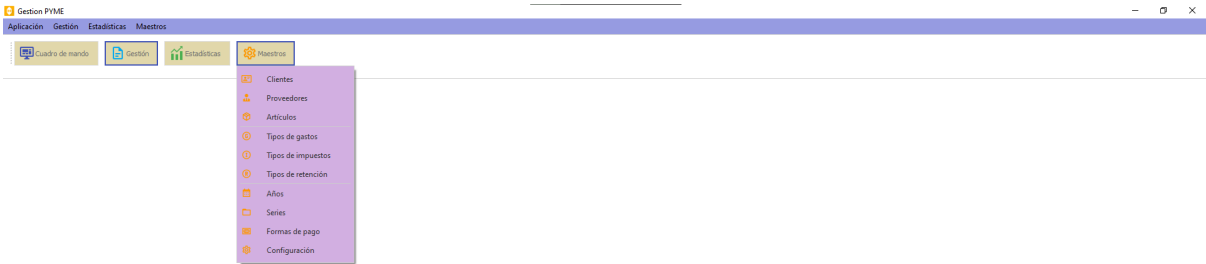 Gestion PYME
Aplicación Gestión Estadísticas Maestros
Cuadro de mando Gestión Estadísticas Maestros
Clientes
Proveedores
Artículos
Tipos de gastos
Tipos de impuestos
Tipos de retención
Años
Series
Formas de pago
Configuración